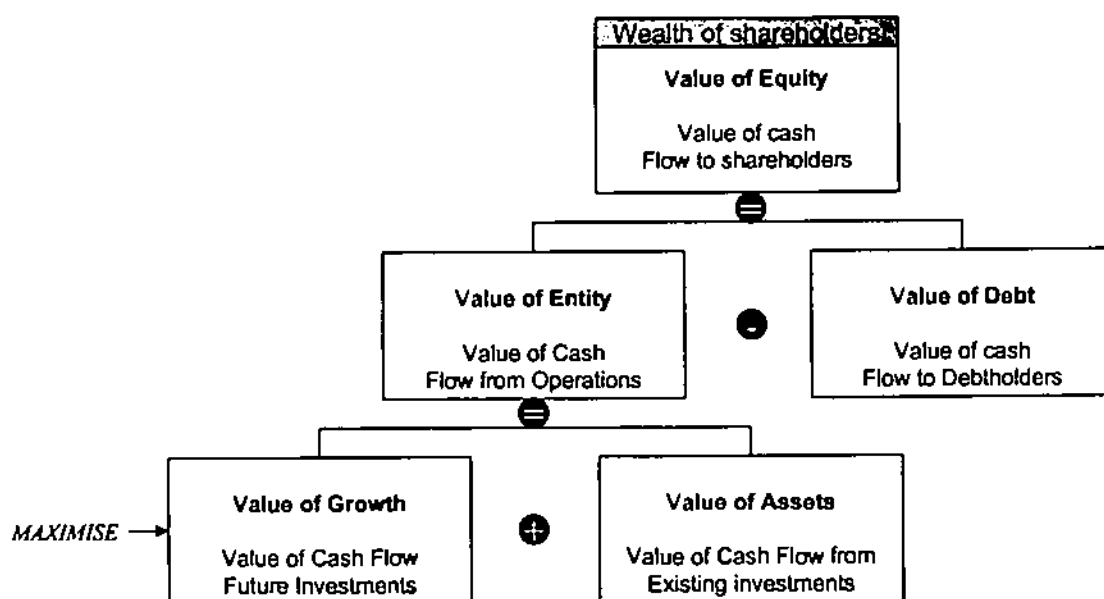 Wealth of shareholders
Value of Equity
Value of cash
Flow to shareholders
=
Value of Entity
Value of Cash
Flow from Operations
-
Value of Debt
Value of cash
Flow to Debtholders
=
MAXIMISE
Value of Growth
Value of Cash Flow
Future Investments
+
Value of Assets
Value of Cash Flow from
Existing investments